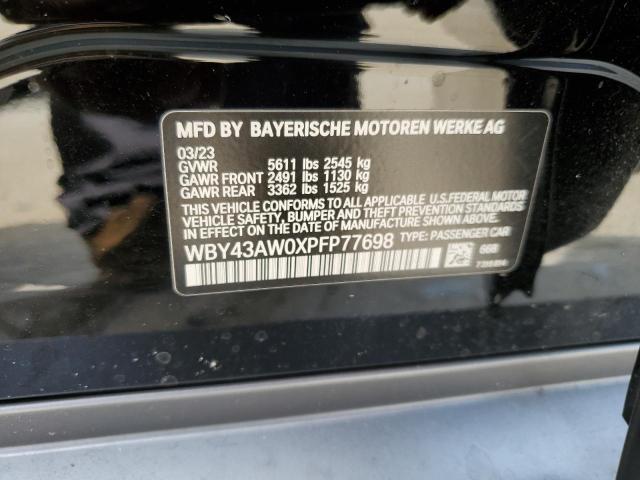 MFD BY BAYERISCHE MOTOREN WERKE AG
03/23
GVWR 5611 lbs 2545 kg
GAWR FRONT 2491 lbs 1130 kg
GAWR REAR 3362 lbs 1525 kg
THIS VEHICLE CONFORMS TO ALL APPLICABLE U.S.FEDERAL MOTOR
VEHICLE SAFETY, BUMPER AND THEFT PREVENTION STANDARDS
IN EFFECT ON THE DATE OF MANUFACTURE SHOWN ABOVE.
WBY43AW0XPFP77698 TYPE: PASSENGER CAR
668